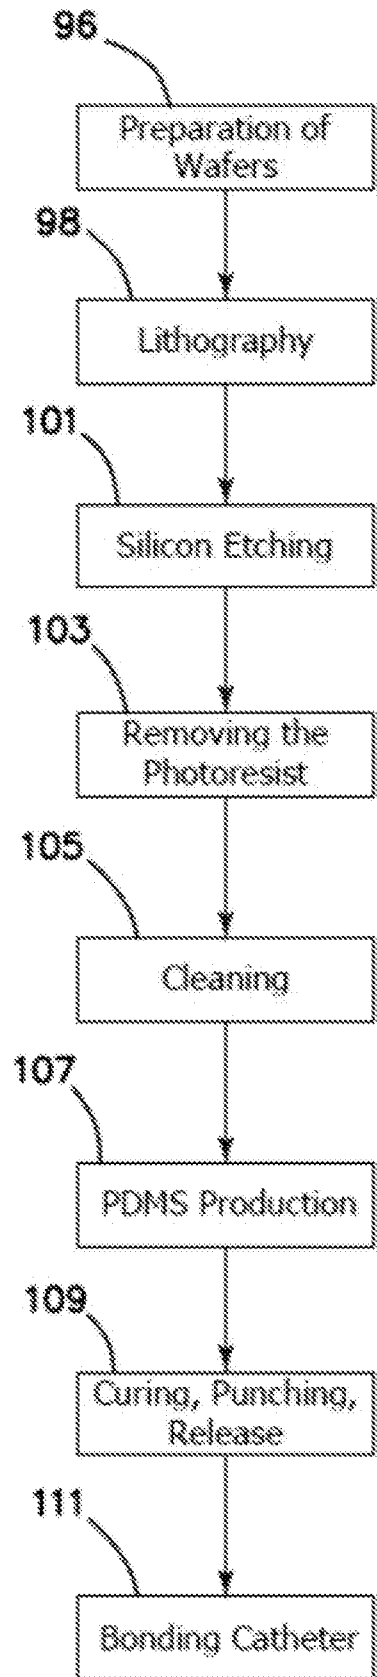 96
Preparation of
Wafers
98
Lithography
101
Silicon Etching
103
Removing the
Photoresist
105
Cleaning
107
PDMS Production
109
Curing, Punching,
Release
111
Bonding Catheter